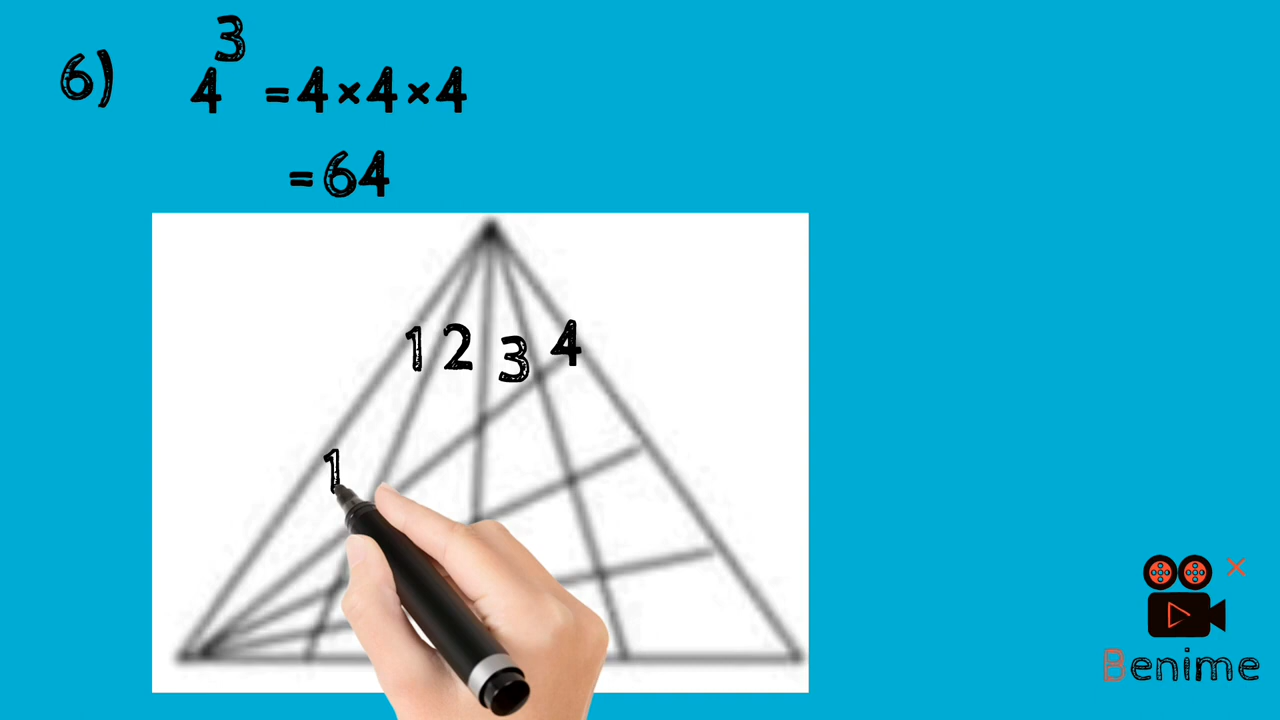 6) 4³ = 4×4×4
= 64
1 2 3 4
1
Benime